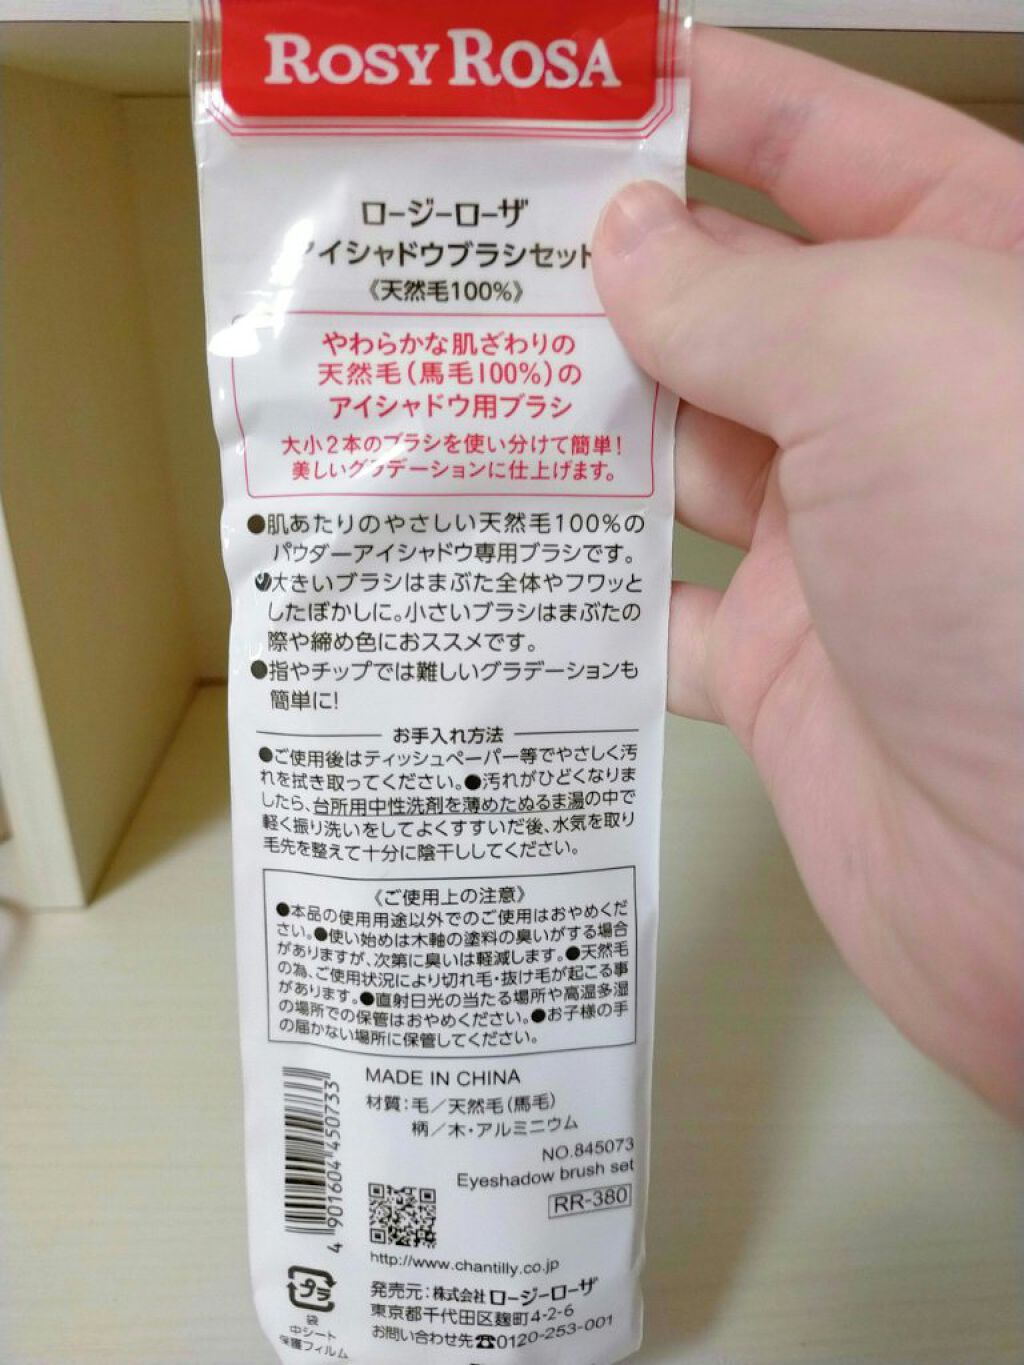 ROSY ROSA
ロージーローザ
アイシャドウブラシセット
《天然毛100%》
やわらかな肌ざわりの
天然毛(馬毛100%)の
アイシャドウ用ブラシ
大小2本のブラシを使い分けて簡単!
美しいグラデーションに仕上げます。
●肌あたりのやさしい天然毛100%の
パウダーアイシャドウ専用ブラシです。
●大きいブラシはまぶた全体やフワッと
したぼかしに。小さいブラシはまぶたの
際や締め色におススメです。
●指やチップでは難しいグラデーションも
簡単に!
お手入れ方法
●ご使用後はティッシュペーパー等でやさしく汚
れを拭き取ってください。●汚れがひどくなりま
したら、台所用中性洗剤を薄めたぬるま湯の中で
軽く振り洗いをしてよくすすいだ後、水気を取り
毛先を整えて十分に陰干ししてください。
《ご使用上の注意》
●本品の使用用途以外でのご使用はおやめくだ
さい。●使い始めは木軸の塗料の臭いがする場合
がありますが、次第に臭いは軽減します。●天然毛
の為、ご使用状況により切れ毛・抜け毛が起こる事
があります。●直射日光の当たる場所や高温多湿
の場所での保管はおやめください。●お子様の手
の届かない場所に保管してください。
MADE IN CHINA
材質:毛/天然毛(馬毛)
柄/木・アルミニウム
NO.845073
Eyeshadow brush set
RR-380
4 901604 450733
http://www.chantilly.co.jp
プラ
袋
中シート
保護フィルム
発売元:株式会社ロージーローザ
東京都千代田区麹町4-2-6
お問い合わせ先☎0120-253-001